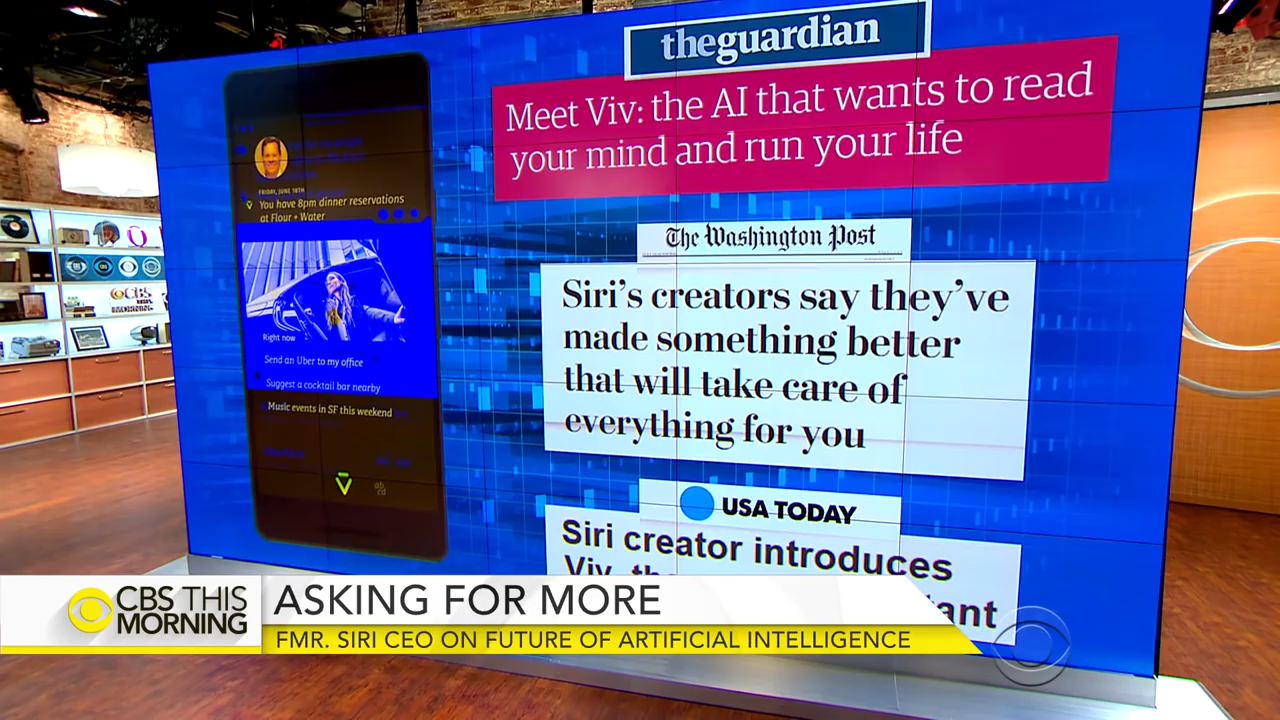 theguardian
Meet Viv: the AI that wants to read
your mind and run your life
FRIDAY, JUNE 10TH
You have 8pm dinner reservations
at Flour + Water
The Washington Post
Siri's creators say they've
made something better
that will take care of
everything for you
Right now
Send an Uber to my office
Suggest a cocktail bar nearby
Music events in SF this weekend
USA TODAY
Siri creator introduces
ant
CBS THIS
MORNING
ASKING FOR MORE
FMR. SIRI CEO ON FUTURE OF ARTIFICIAL INTELLIGENCE